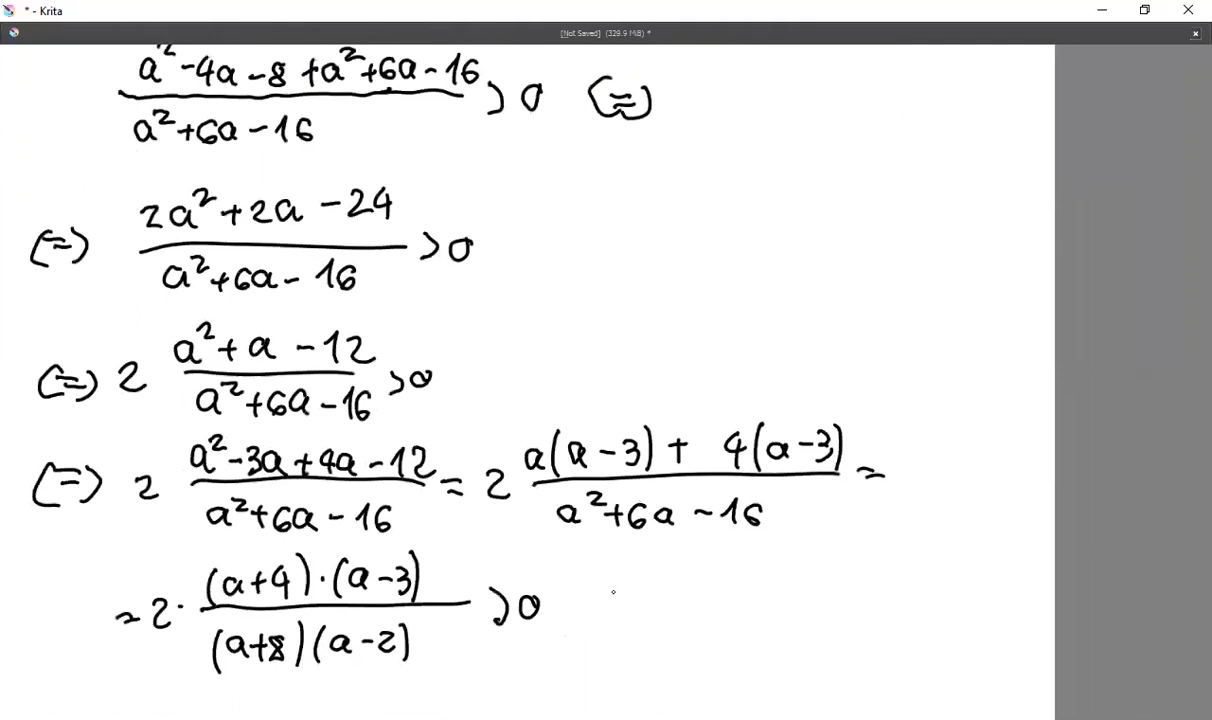 * - Krita
[Not Saved] (329.9 MiB) *
a²-4a-8+a²+6a-16 / a²+6a-16 >0 (=)
(=) 2a²+2a-24 / a²+6a-16 >0
(=) 2 a²+a-12 / a²+6a-16 >0
(=) 2 a²-3a+4a-12 / a²+6a-16 = 2 a(a-3)+4(a-3) / a²+6a-16 =
=2· (a+4)·(a-3) / (a+8)(a-2) >0